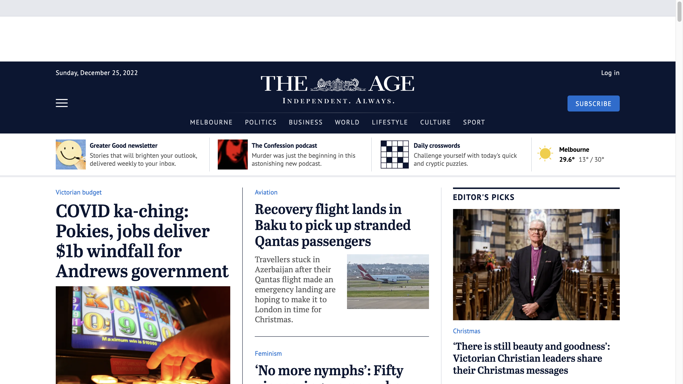 Sunday, December 25, 2022
Log in
THE AGE
INDEPENDENT. ALWAYS.
SUBSCRIBE
MELBOURNE POLITICS BUSINESS WORLD LIFESTYLE CULTURE SPORT
Greater Good newsletter
Stories that will brighten your outlook,
delivered weekly to your inbox.
The Confession podcast
Murder was just the beginning in this
astonishing new podcast.
Daily crosswords
Challenge yourself with today's quick
and cryptic puzzles.
Melbourne
29.6° 13° / 30°
Victorian budget
COVID ka-ching:
Pokies, jobs deliver
$1b windfall for
Andrews government
Aviation
Recovery flight lands in
Baku to pick up stranded
Qantas passengers
Travellers stuck in
Azerbaijan after their
Qantas flight made an
emergency landing are
hoping to make it to
London in time for
Christmas.
Feminism
‘No more nymphs’: Fifty
EDITOR'S PICKS
Christmas
‘There is still beauty and goodness’:
Victorian Christian leaders share
their Christmas messages